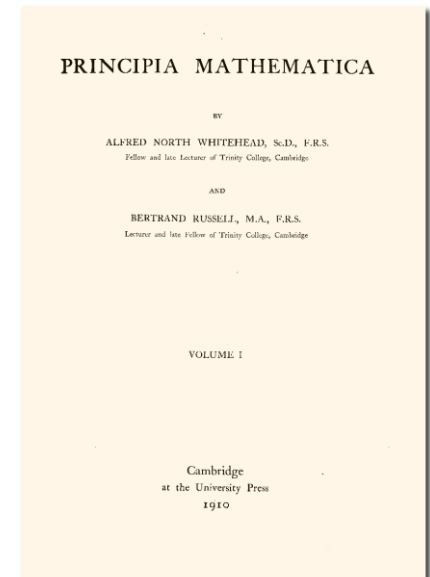 PRINCIPIA MATHEMATICA
BY
ALFRED NORTH WHITEHEAD, Sc.D., F.R.S.
Fellow and late Lecturer of Trinity College, Cambridge
AND
BERTRAND RUSSELL, M.A., F.R.S.
Lecturer and late Fellow of Trinity College, Cambridge
VOLUME I
Cambridge
at the University Press
1910